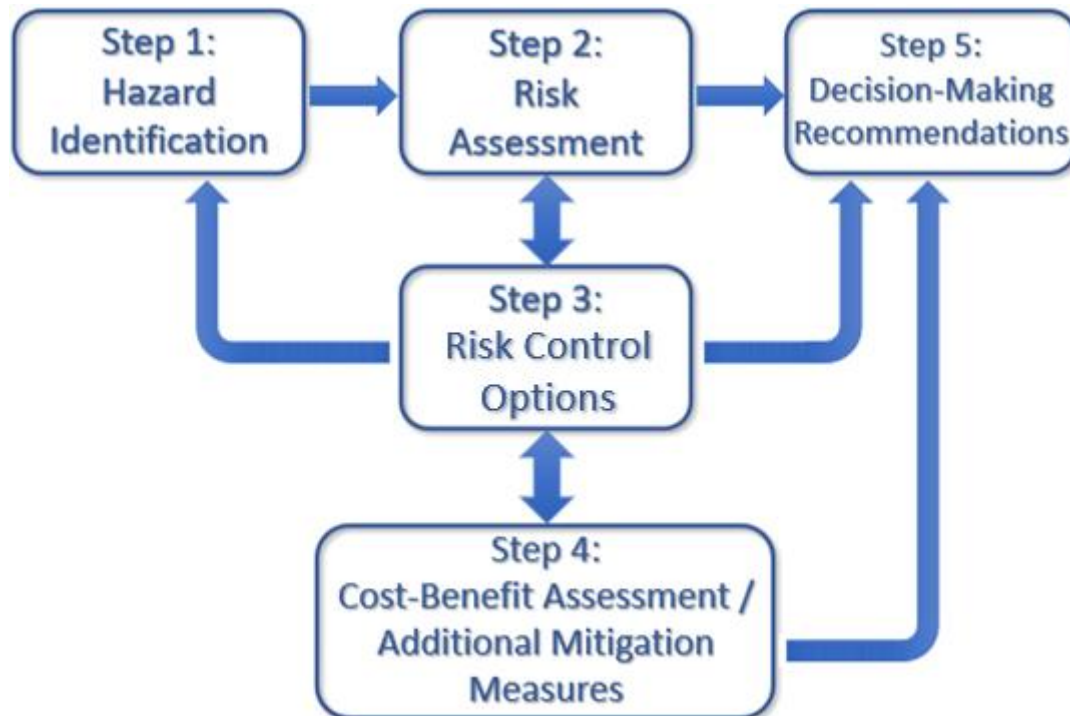 Step 1:
Hazard
Identification
Step 2:
Risk
Assessment
Step 5:
Decision-Making
Recommendations
Step 3:
Risk Control
Options
Step 4:
Cost-Benefit Assessment /
Additional Mitigation
Measures